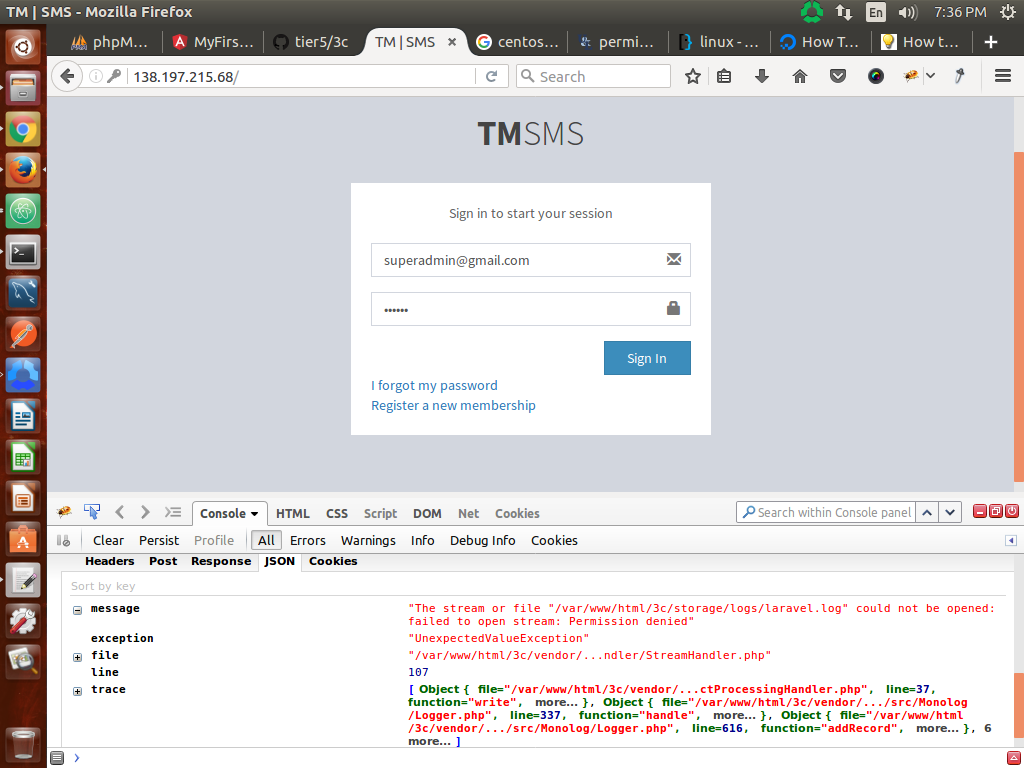 TM | SMS - Mozilla Firefox
En
7:36 PM
phpM...
MyFirs...
tier5/3c
TM | SMS
centos...
permi...
linux - ...
How T...
How t...
138.197.215.68/
Search
TMSMS
Sign in to start your session
superadmin@gmail.com
••••••
Sign In
I forgot my password
Register a new membership
Console
HTML
CSS
Script
DOM
Net
Cookies
Search within Console panel
Clear
Persist
Profile
All
Errors
Warnings
Info
Debug Info
Cookies
Headers
Post
Response
JSON
Cookies
Sort by key
message
"The stream or file "/var/www/html/3c/storage/logs/laravel.log" could not be opened:
failed to open stream: Permission denied"
exception
"UnexpectedValueException"
file
"/var/www/html/3c/vendor/...ndler/StreamHandler.php"
line
107
trace
[ Object { file="/var/www/html/3c/vendor/...ctProcessingHandler.php", line=37,
function="write", more... }, Object { file="/var/www/html/3c/vendor/.../src/Monolog
/Logger.php", line=337, function="handle", more... }, Object { file="/var/www/html
/3c/vendor/.../src/Monolog/Logger.php", line=616, function="addRecord", more... }, 6
more... ]